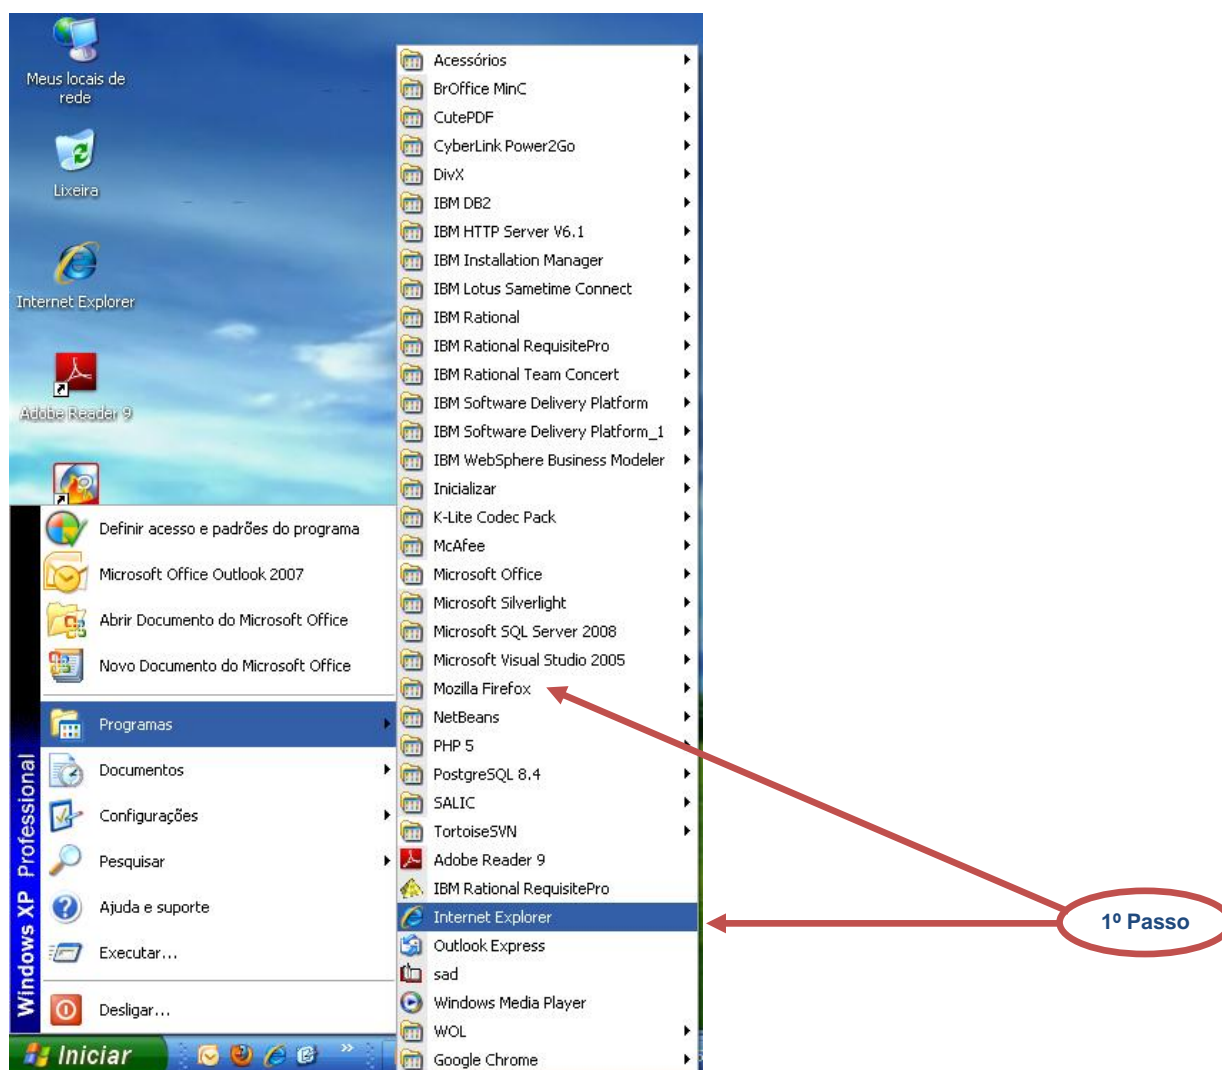 Meus locais de
rede
Lixeira
Internet Explorer
Adobe Reader 9
Definir acesso e padrões do programa
Microsoft Office Outlook 2007
Abrir Documento do Microsoft Office
Novo Documento do Microsoft Office
Programas
Documentos
Configurações
Pesquisar
Ajuda e suporte
Executar...
Desligar...
Windows XP Professional
Iniciar
Acessórios
BrOffice MinC
CutePDF
CyberLink Power2Go
DivX
IBM DB2
IBM HTTP Server V6.1
IBM Installation Manager
IBM Lotus Sametime Connect
IBM Rational
IBM Rational RequisitePro
IBM Rational Team Concert
IBM Software Delivery Platform
IBM Software Delivery Platform_1
IBM WebSphere Business Modeler
Inicializar
K-Lite Codec Pack
McAfee
Microsoft Office
Microsoft Silverlight
Microsoft SQL Server 2008
Microsoft Visual Studio 2005
Mozilla Firefox
NetBeans
PHP 5
PostgreSQL 8.4
SALIC
TortoiseSVN
Adobe Reader 9
IBM Rational RequisitePro
Internet Explorer
Outlook Express
sad
Windows Media Player
WOL
Google Chrome
1º Passo